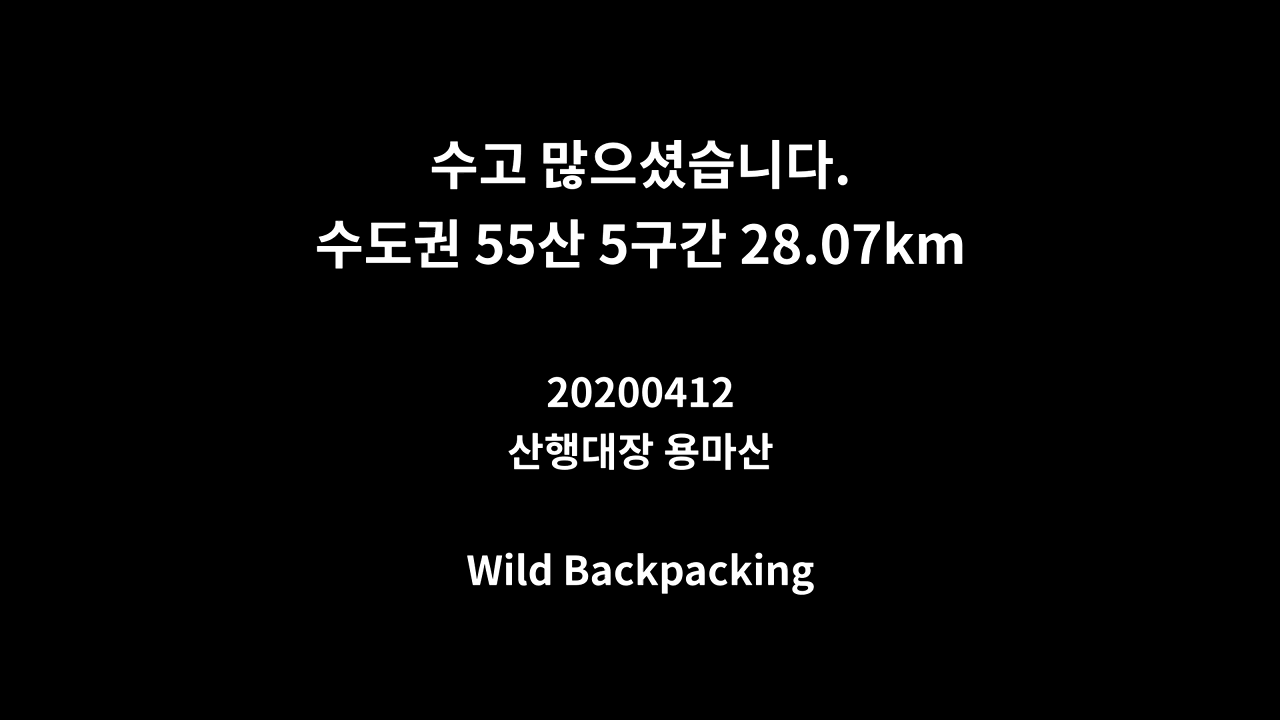 수고 많으셨습니다.
수도권 55산 5구간 28.07km
20200412
산행대장 용마산
Wild Backpacking